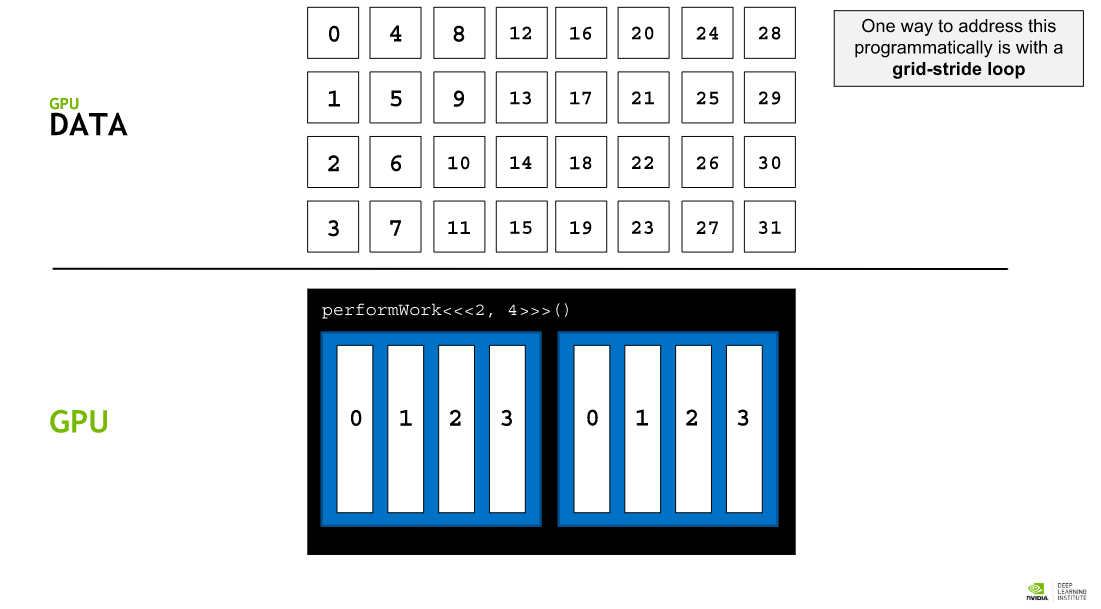 0 4 8 12 16 20 24 28
One way to address this
programmatically is with a
grid-stride loop
1 5 9 13 17 21 25 29
GPU
DATA
2 6 10 14 18 22 26 30
3 7 11 15 19 23 27 31
performWork<<<2, 4>>>()
GPU
0 1 2 3 0 1 2 3
NVIDIA
DEEP
LEARNING
INSTITUTE